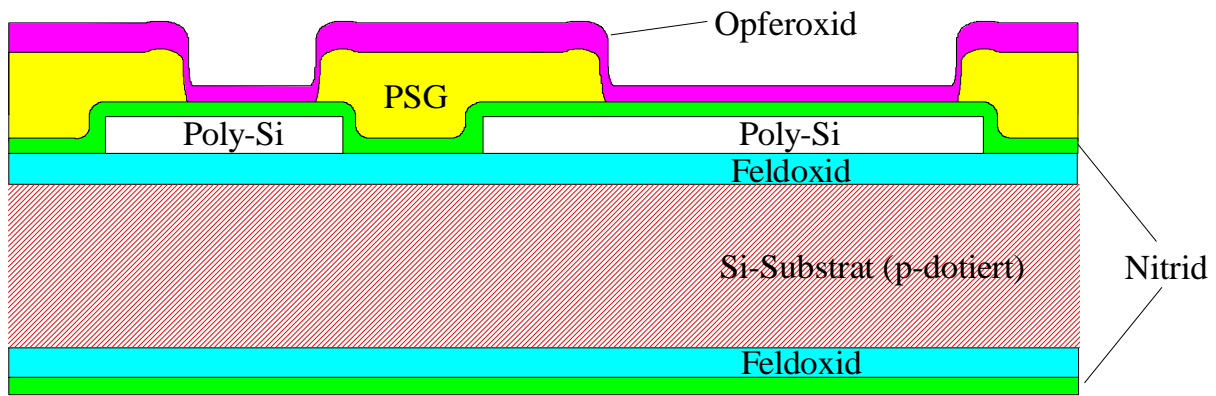 Opferoxid
PSG
Poly-Si
Poly-Si
Feldoxid
Si-Substrat (p-dotiert)
Nitrid
Feldoxid